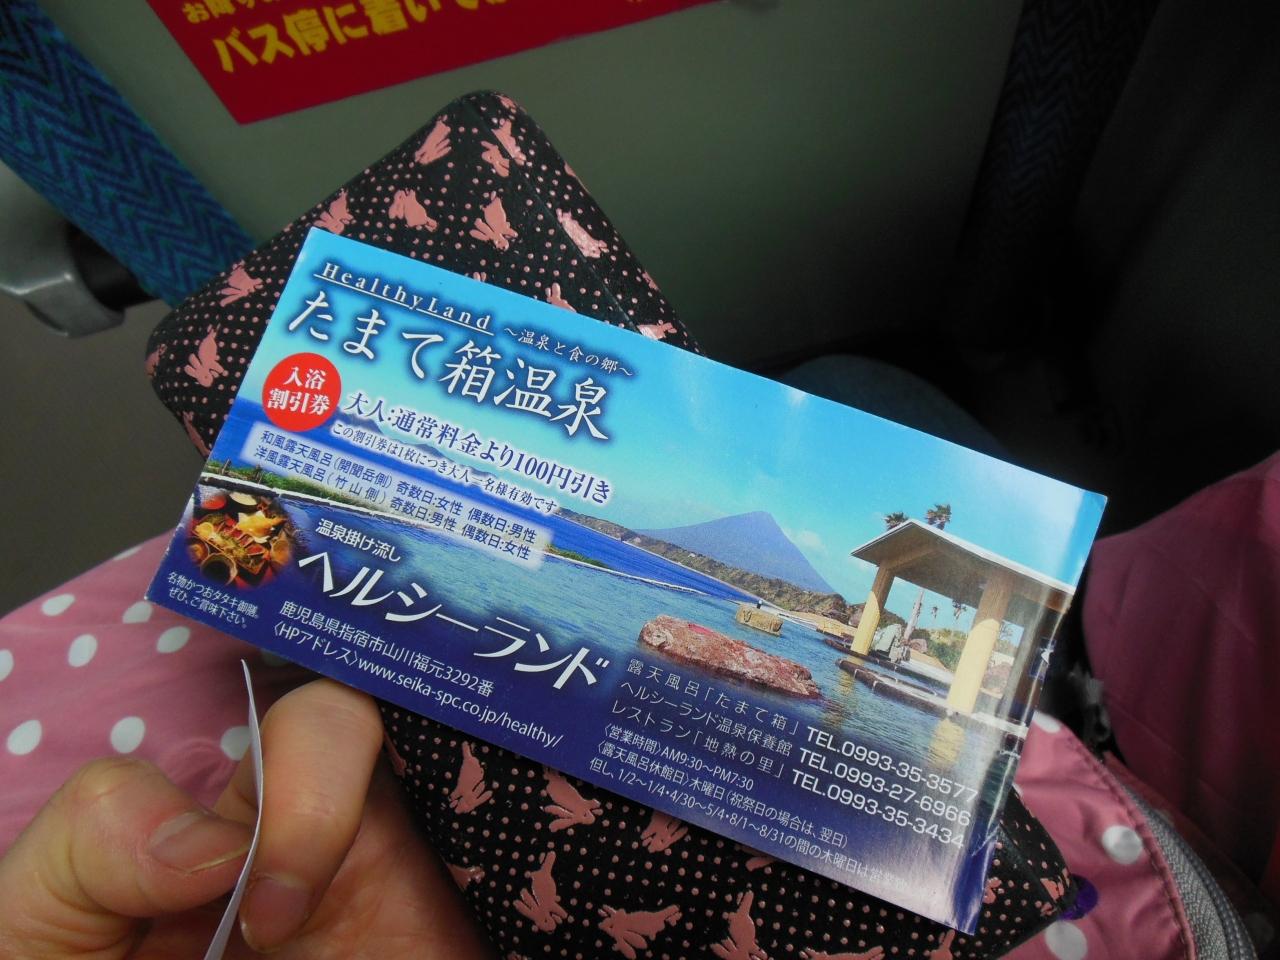 バス停に着いて
HealthyLand
～温泉と食の郷～
たまて箱温泉
入浴
割引券
大人:通常料金より100円引き
この割引券は1枚につき大人一名様有効です
和風露天風呂(開聞岳側) 奇数日:女性 偶数日:男性
洋風露天風呂(竹山側) 奇数日:男性 偶数日:女性
温泉掛け流し
ヘルシーランド
名物かつおタタキ御膳。
ぜひ、ご賞味下さい。
鹿児島県指宿市山川福元3292番
〈HPアドレス〉www.seika-spc.co.jp/healthy/
露天風呂「たまて箱」TEL.0993-35-3577
ヘルシーランド温泉保養館 TEL.0993-27-6966
レストラン「地熱の里」TEL.0993-35-3434
〈営業時間〉AM9:30～PM7:30
〈露天風呂休館日〉木曜日(祝祭日の場合は、翌日)
但し、1/2～1/4・4/30～5/4・8/1～8/31の間の木曜日は営業